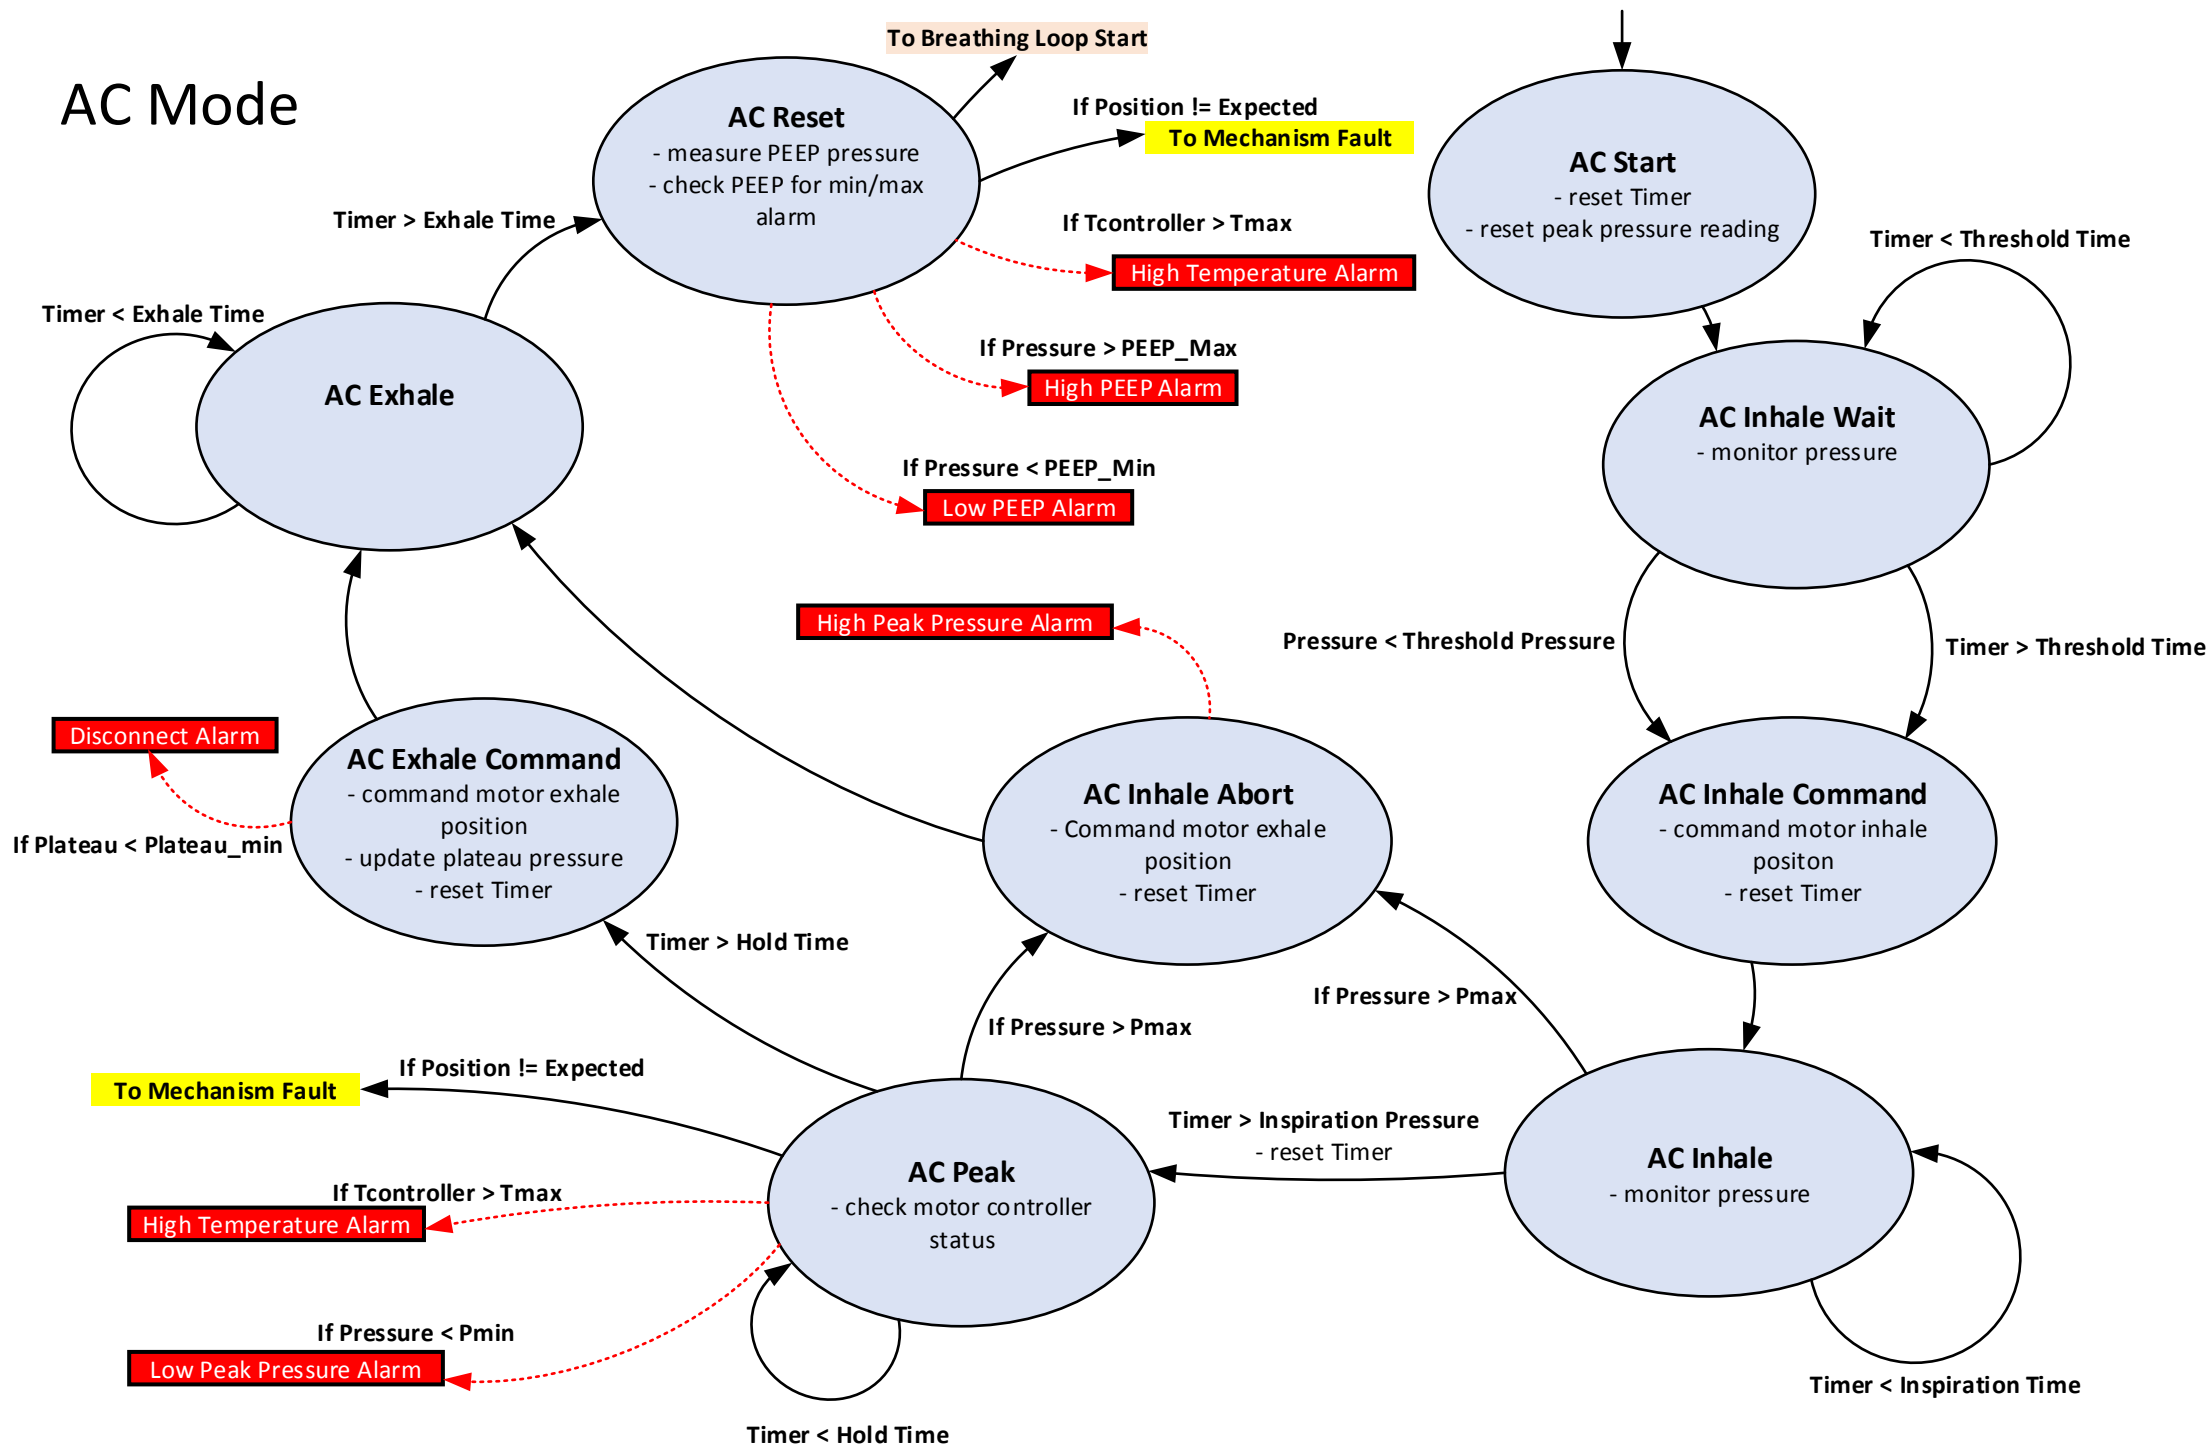 AC Mode
To Breathing Loop Start
AC Reset
- measure PEEP pressure
- check PEEP for min/max
alarm
If Position != Expected
To Mechanism Fault
If Tcontroller > Tmax
High Temperature Alarm
If Pressure > PEEP_Max
High PEEP Alarm
If Pressure < PEEP_Min
Low PEEP Alarm
AC Start
- reset Timer
- reset peak pressure reading
Timer < Threshold Time
AC Inhale Wait
- monitor pressure
Pressure < Threshold Pressure
Timer > Threshold Time
AC Inhale Command
- command motor inhale
positon
- reset Timer
AC Inhale
- monitor pressure
Timer < Inspiration Time
If Pressure > Pmax
Timer > Inspiration Pressure
- reset Timer
High Peak Pressure Alarm
AC Inhale Abort
- Command motor exhale
position
- reset Timer
If Pressure > Pmax
AC Peak
- check motor controller
status
Timer < Hold Time
Timer > Hold Time
If Position != Expected
To Mechanism Fault
If Tcontroller > Tmax
High Temperature Alarm
If Pressure < Pmin
Low Peak Pressure Alarm
AC Exhale Command
- command motor exhale
position
- update plateau pressure
- reset Timer
Disconnect Alarm
If Plateau < Plateau_min
AC Exhale
Timer < Exhale Time
Timer > Exhale Time